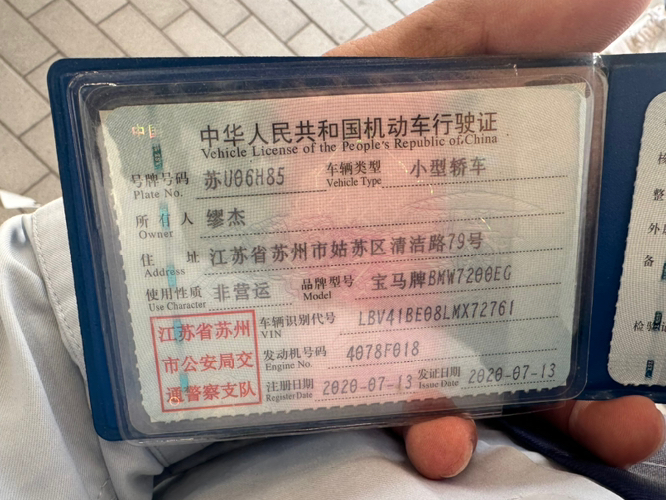 中国
中华人民共和国机动车行驶证
Vehicle License of the People's Republic of China
号牌号码 苏U06H85 车辆类型 小型轿车
Plate No. Vehicle Type
所有人 缪杰
Owner
住址 江苏省苏州市姑苏区清洁路79号
Address
使用性质 非营运 品牌型号 宝马牌BMW7200EG
Use Character Model
江苏省苏州
市公安局交
通警察支队
车辆识别代号 LBV41BE08LMX72761
VIN
发动机号码 4078F018
Engine No.
注册日期 2020-07-13 发证日期 2020-07-13
Register Date Issue Date
检验